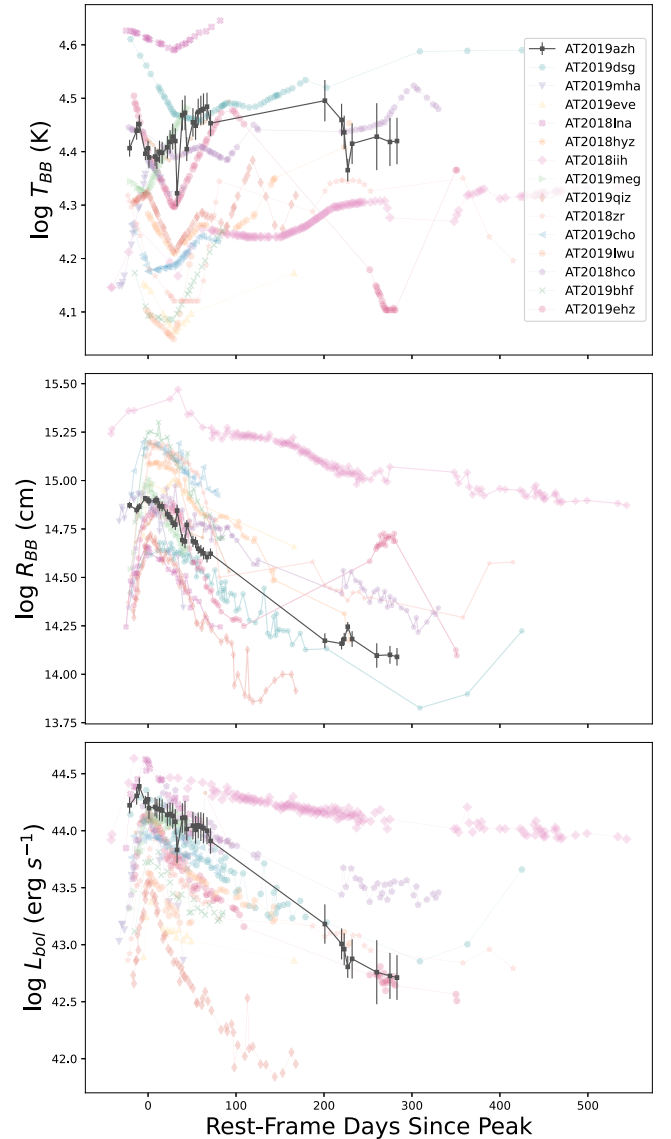 4.6
4.5
4.4
4.3
4.2
4.1
log T_BB (K)
AT2019azh
AT2019dsg
AT2019mha
AT2019eve
AT2018lna
AT2018hyz
AT2018iih
AT2019meg
AT2019qiz
AT2018zr
AT2019cho
AT2019lwu
AT2018hco
AT2019bhf
AT2019ehz
15.50
15.25
15.00
14.75
14.50
14.25
14.00
13.75
log R_BB (cm)
44.5
44.0
43.5
43.0
42.5
42.0
log L_bol (erg s⁻¹)
0 100 200 300 400 500
Rest-Frame Days Since Peak